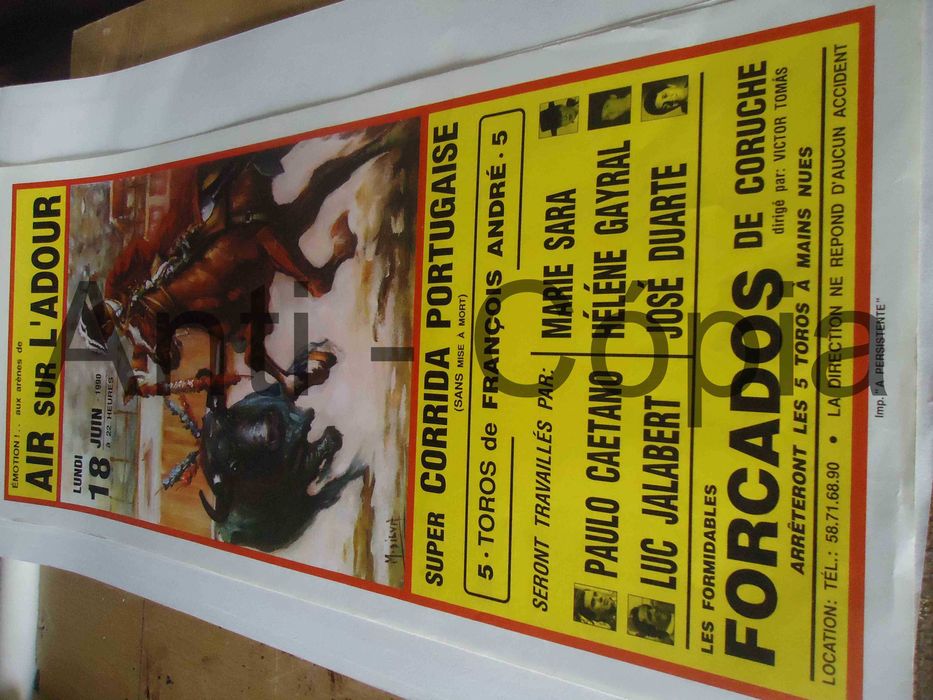 ÉMOTION!.. aux arènes de
AIR SUR L'ADOUR
LUNDI
18 JUIN 1990
à 22 HEURES
M. SILVA
SUPER CORRIDA PORTUGAISE
(SANS MISE A MORT)
5 - TOROS de FRANÇOIS ANDRÉ - 5
SERONT TRAVAILLÉS PAR:
MARIE SARA
PAULO CAETANO
HÉLÉNE GAYRAL
LUC JALABERT
JOSÉ DUARTE
LES FORMIDABLES
FORCADOS DE CORUCHE
dirigé par: VICTOR TOMÁS
ARRÊTERONT LES 5 TOROS À MAINS NUES
LOCATION: TÉL.: 58.71.68.90 • LA DIRECTION NE REPOND D'AUCUN ACCIDENT
Imp. "A PERSISTENTE"
Anti - Cópia